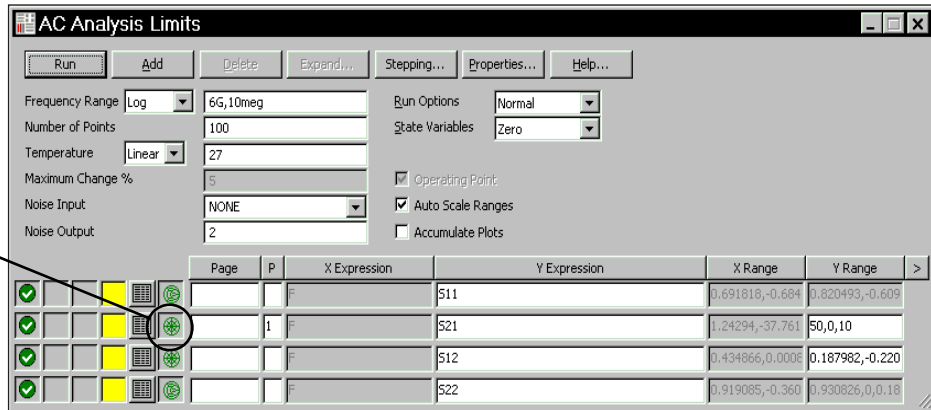 AC Analysis Limits
Run Add Delete Expand... Stepping... Properties... Help...
Frequency Range Log 6G,10meg Run Options Normal
Number of Points 100 State Variables Zero
Temperature Linear 27
Maximum Change % 5 Operating Point
Noise Input NONE Auto Scale Ranges
Noise Output 2 Accumulate Plots
Page P X Expression Y Expression X Range Y Range >
F S11 0.691818,-0.684 0.820493,-0.609
1 F S21 1.24294,-37.761 50,0,10
F S12 0.434866,0.0008 0.187982,-0.220
F S22 0.919085,-0.360 0.930826,0,0.18